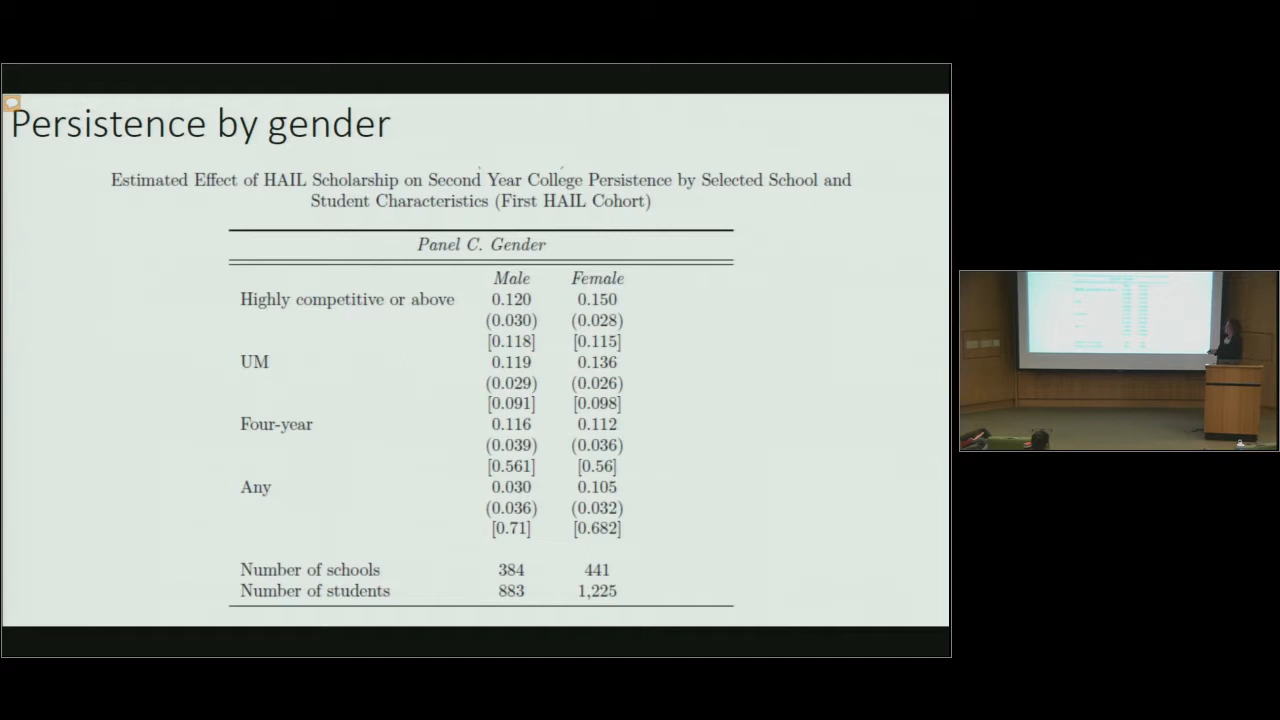 Persistence by gender
Estimated Effect of HAIL Scholarship on Second Year College Persistence by Selected School and
Student Characteristics (First HAIL Cohort)
Panel C. Gender
Male Female
Highly competitive or above 0.120 0.150
(0.030) (0.028)
[0.118] [0.115]
UM 0.119 0.136
(0.029) (0.026)
[0.091] [0.098]
Four-year 0.116 0.112
(0.039) (0.036)
[0.561] [0.56]
Any 0.030 0.105
(0.036) (0.032)
[0.71] [0.682]
Number of schools 384 441
Number of students 883 1,225